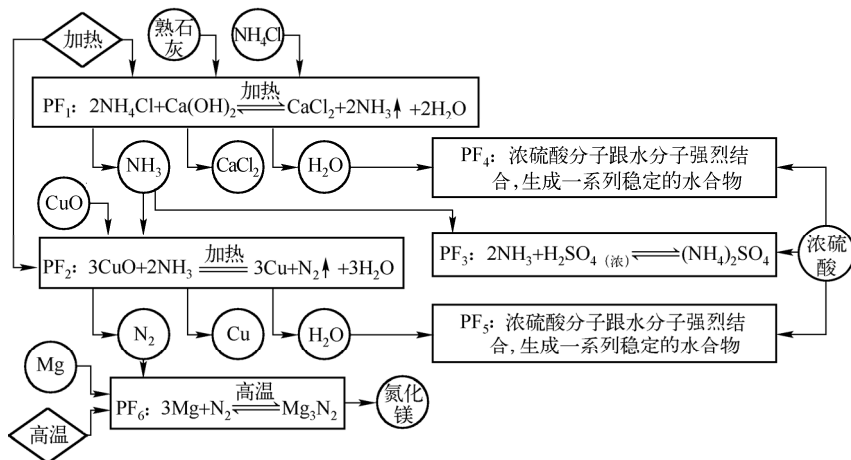 加热
熟石
灰
NH₄Cl
加热
PF₁：2NH₄Cl+Ca(OH)₂⇌CaCl₂+2NH₃↑+2H₂O
NH₃
CaCl₂
H₂O
PF₄：浓硫酸分子跟水分子强烈结
合，生成一系列稳定的水合物
CuO
加热
PF₂：3CuO+2NH₃══3Cu+N₂↑+3H₂O
PF₃：2NH₃+H₂SO₄ (浓)⇌(NH₄)₂SO₄
浓硫
酸
N₂
Cu
H₂O
PF₅：浓硫酸分子跟水分子强烈结
合，生成一系列稳定的水合物
Mg
高温
高温
PF₆：3Mg+N₂⇌Mg₃N₂
氮化
镁